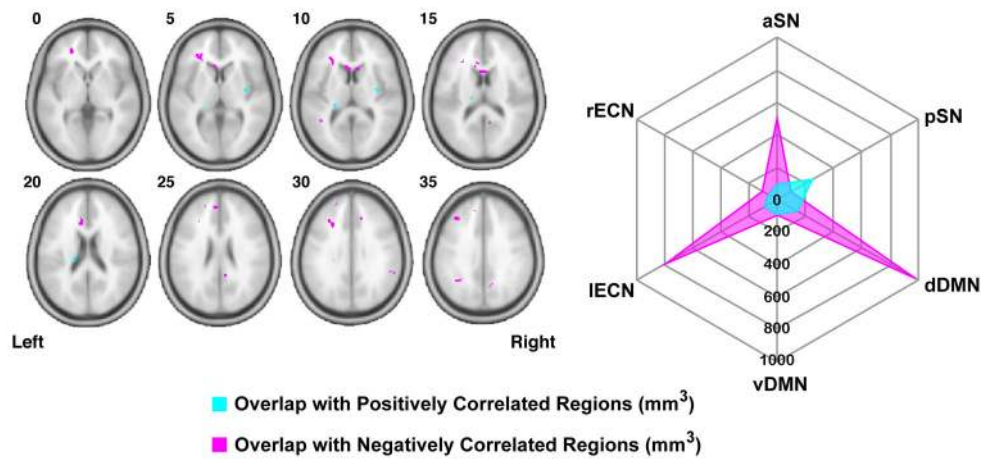 0
5
10
15
20
25
30
35
Left
Right
aSN
rECN
pSN
0
200
400
600
800
1000
lECN
dDMN
vDMN
Overlap with Positively Correlated Regions (mm³)
Overlap with Negatively Correlated Regions (mm³)